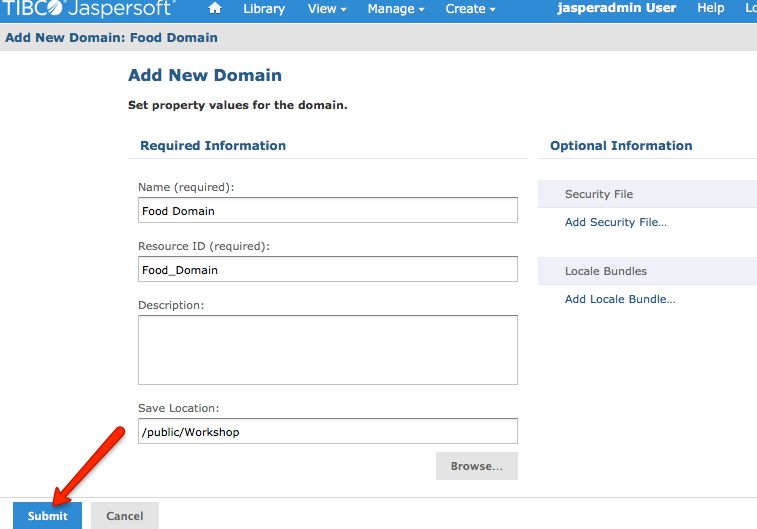 TIBCO Jaspersoft
Library View Manage Create jasperadmin User Help
Add New Domain: Food Domain
Add New Domain
Set property values for the domain.
Required Information
Optional Information
Name (required):
Food Domain
Security File
Add Security File...
Resource ID (required):
Food_Domain
Locale Bundles
Add Locale Bundle...
Description:
Save Location:
/public/Workshop
Browse...
Submit Cancel